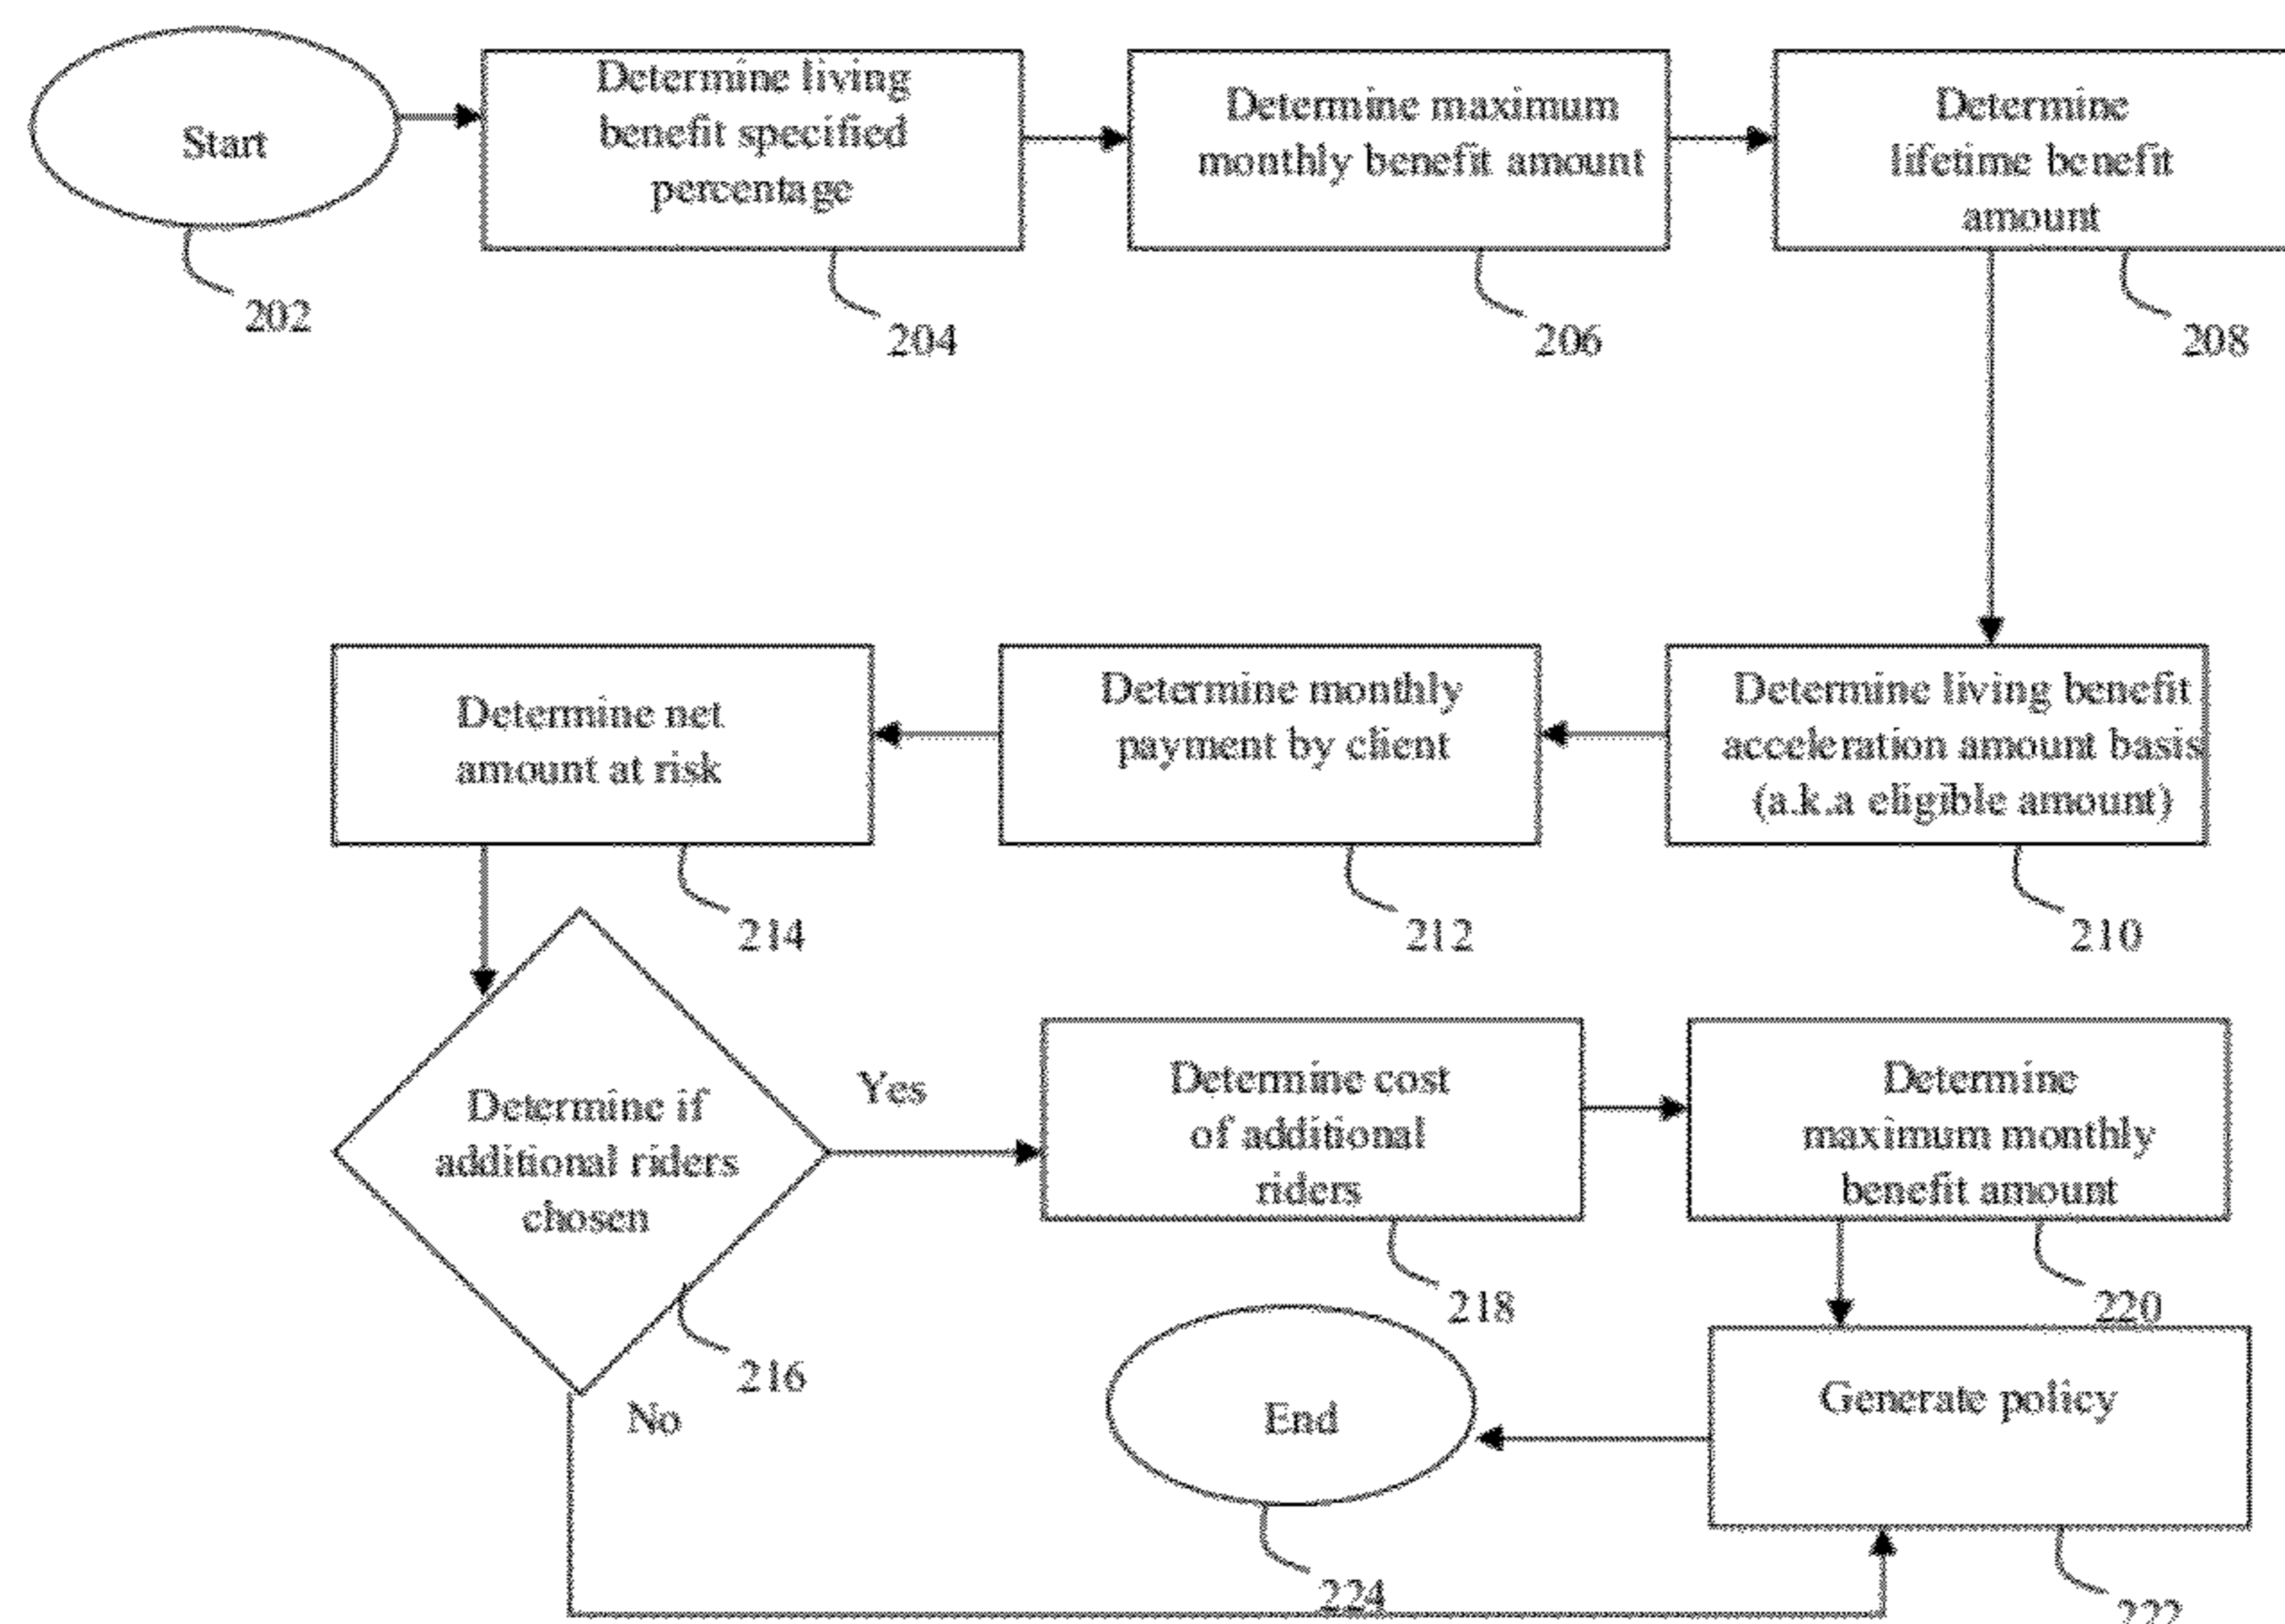 Start
202
Determine living
benefit specified
percentage
204
Determine maximum
monthly benefit amount
206
Determine
lifetime benefit
amount
208
Determine living benefit
acceleration amount basis
(a.k.a eligible amount)
210
Determine monthly
payment by client
212
Determine net
amount at risk
214
Determine if
additional riders
chosen
216
Yes
No
Determine cost
of additional
riders
218
Determine
maximum monthly
benefit amount
220
Generate policy
222
End
224